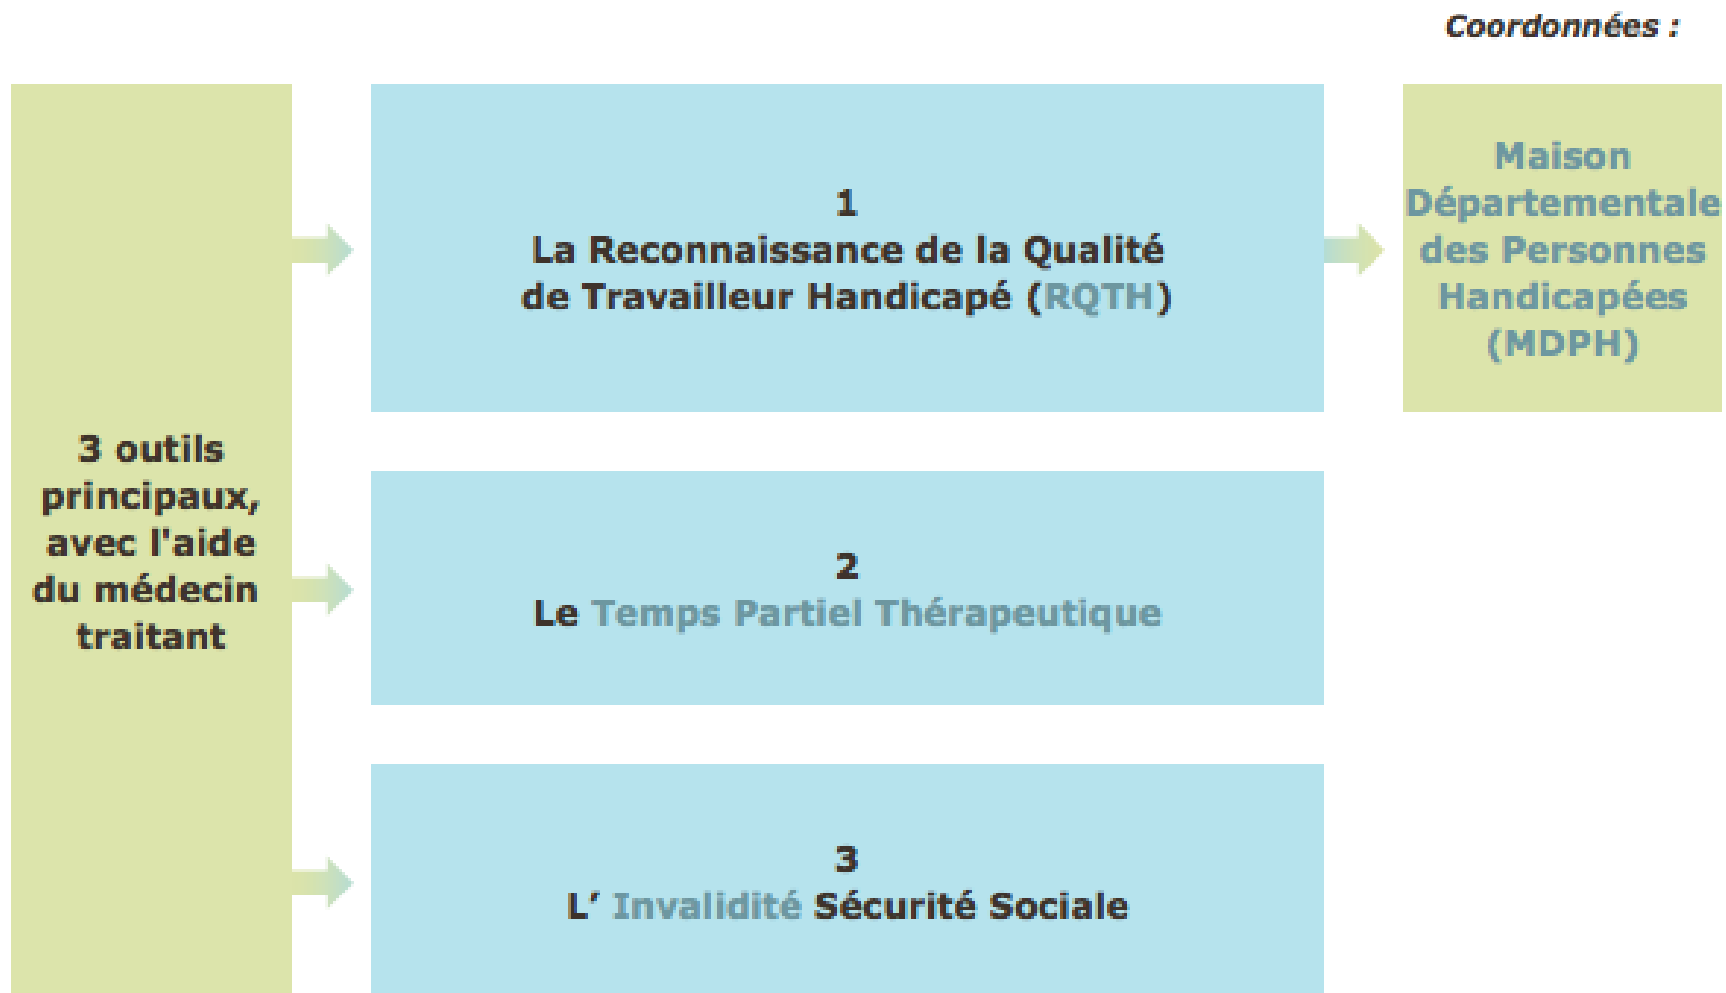 Coordonnées :
3 outils
principaux,
avec l'aide
du médecin
traitant
1
La Reconnaissance de la Qualité
de Travailleur Handicapé (RQTH)
Maison
Départementale
des Personnes
Handicapées
(MDPH)
2
Le Temps Partiel Thérapeutique
3
L’ Invalidité Sécurité Sociale